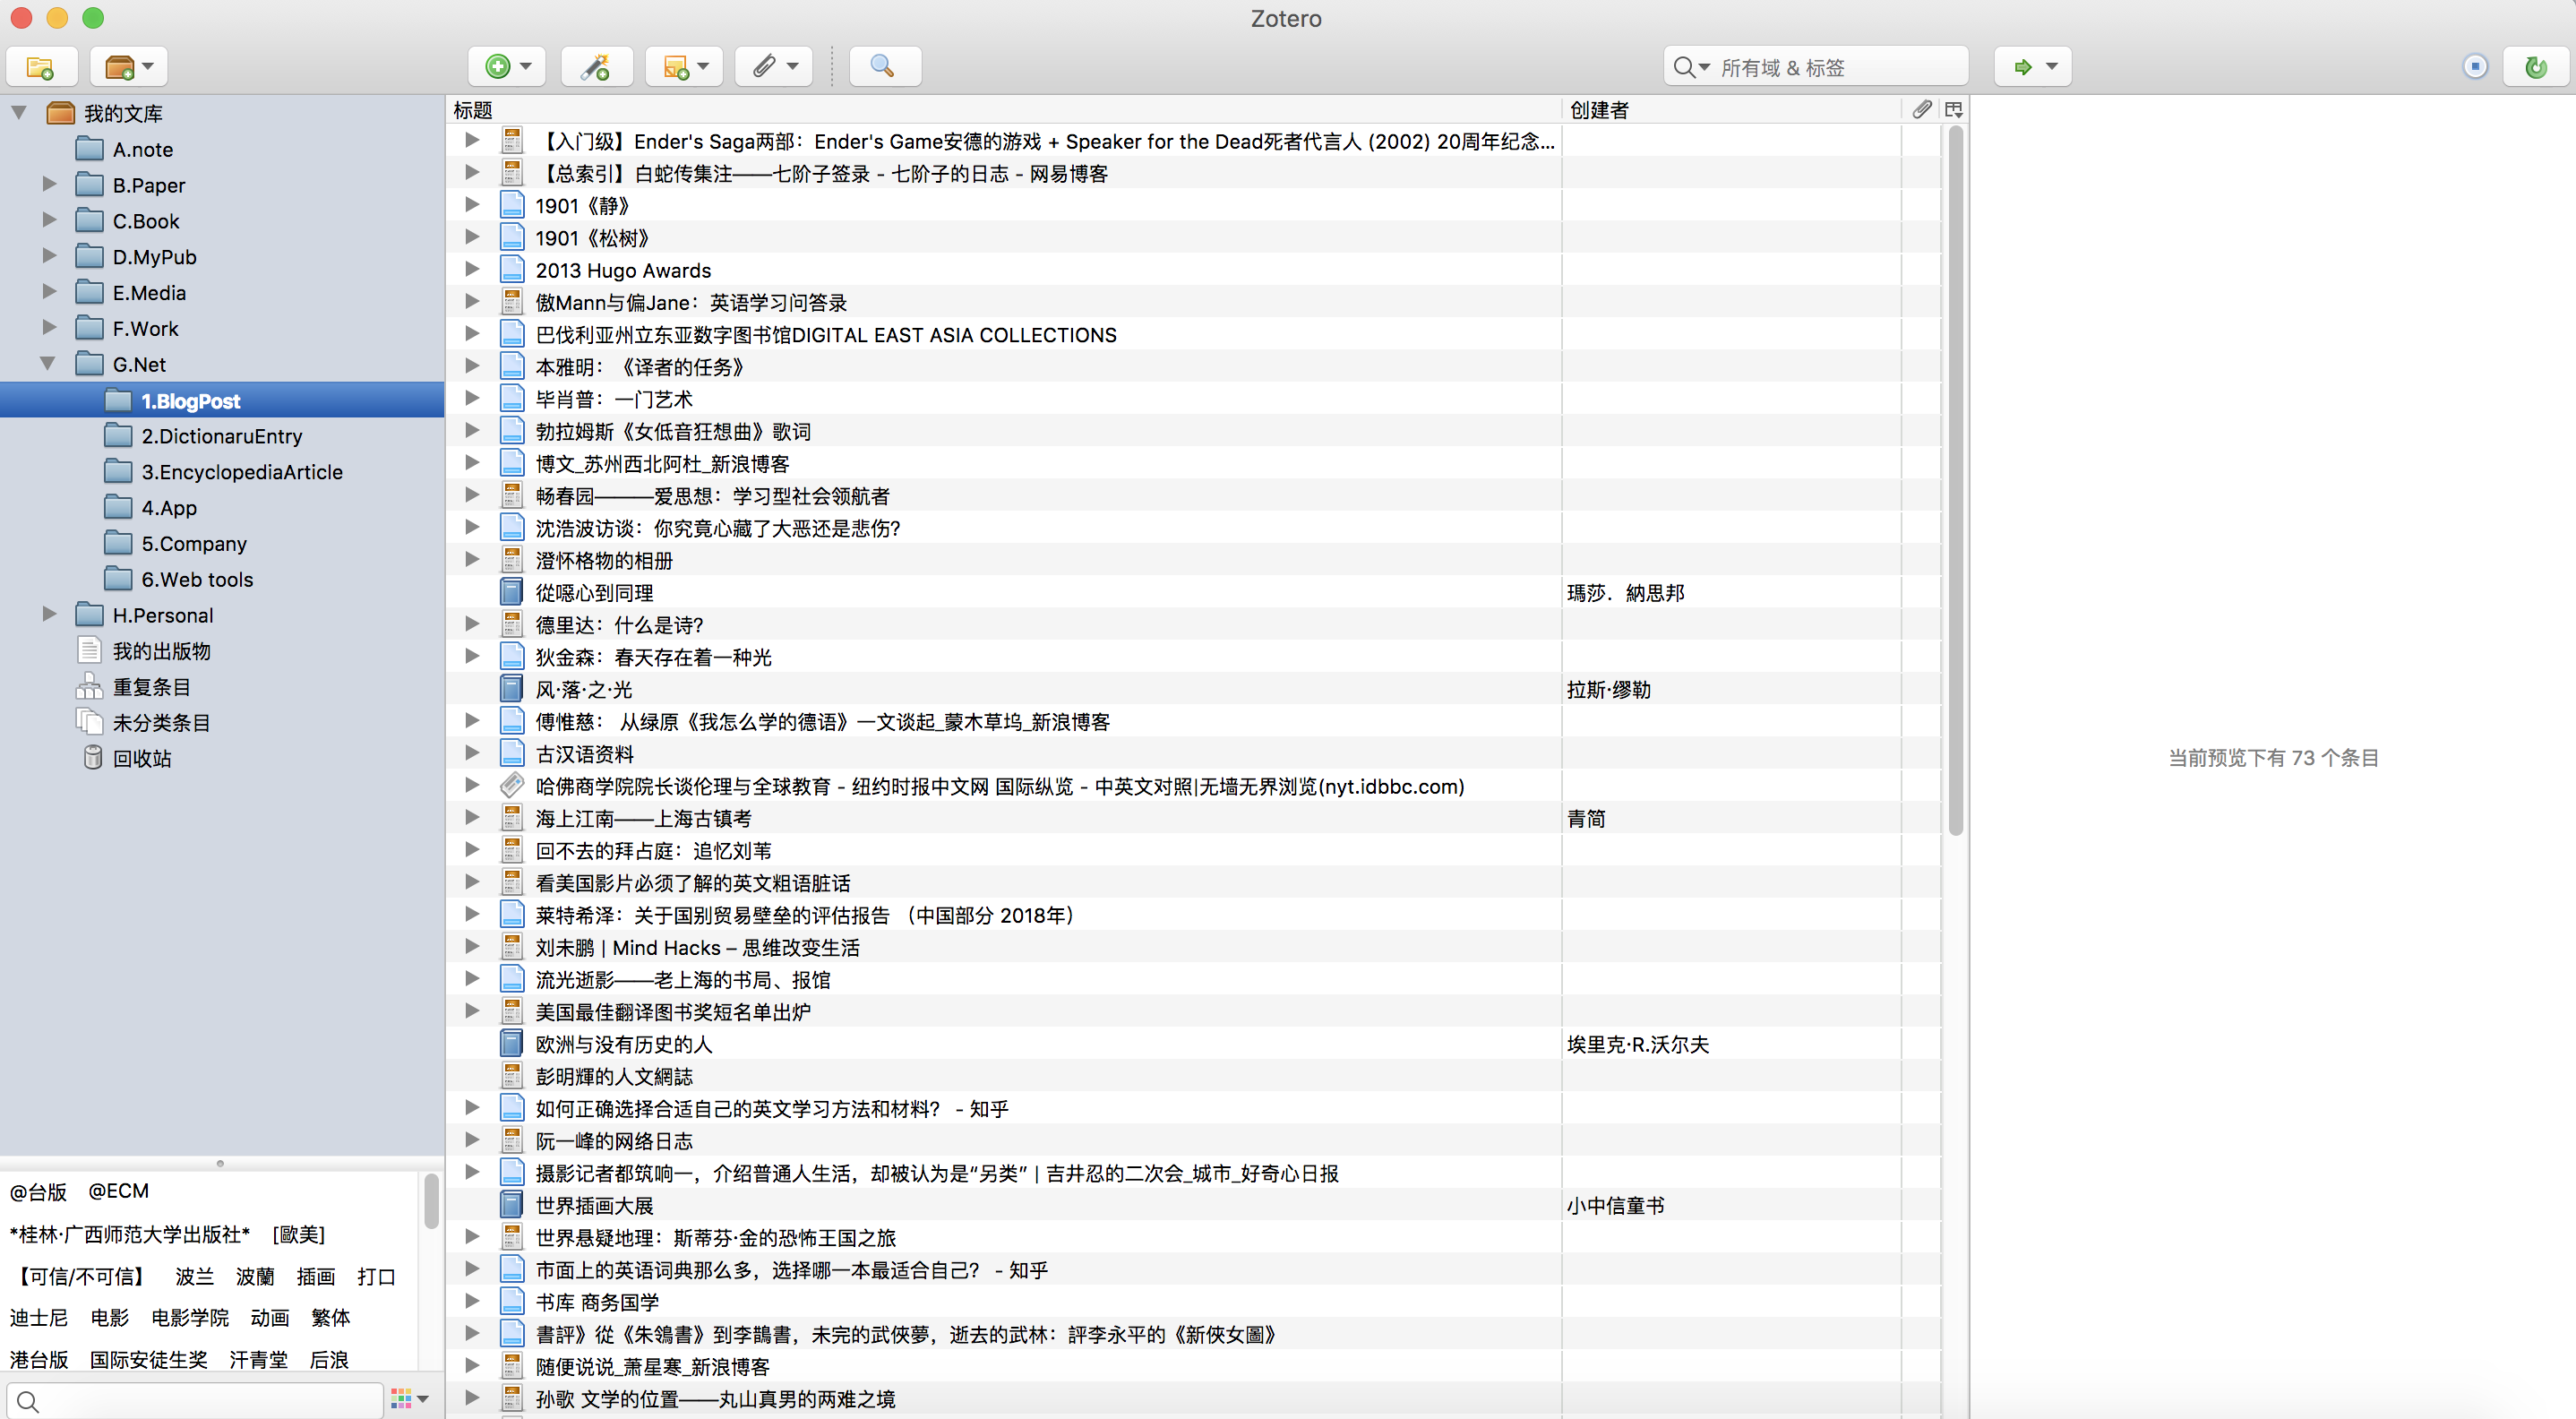 Zotero
所有域 & 标签
我的文库
A.note
B.Paper
C.Book
D.MyPub
E.Media
F.Work
G.Net
1.BlogPost
2.DictionaruEntry
3.EncyclopediaArticle
4.App
5.Company
6.Web tools
H.Personal
我的出版物
重复条目
未分类条目
回收站
@台版 @ECM
*桂林·广西师范大学出版社* [歐美]
【可信/不可信】 波兰 波蘭 插画 打口
迪士尼 电影 电影学院 动画 繁体
港台版 国际安徒生奖 汗青堂 后浪
标题 创建者
【入门级】Ender's Saga两部：Ender's Game安德的游戏 + Speaker for the Dead死者代言人 (2002) 20周年纪念...
【总索引】白蛇传集注——七阶子签录 - 七阶子的日志 - 网易博客
1901《静》
1901《松树》
2013 Hugo Awards
傲Mann与偏Jane：英语学习问答录
巴伐利亚州立东亚数字图书馆DIGITAL EAST ASIA COLLECTIONS
本雅明：《译者的任务》
毕肖普：一门艺术
勃拉姆斯《女低音狂想曲》歌词
博文_苏州西北阿杜_新浪博客
畅春园———爱思想：学习型社会领航者
沈浩波访谈：你究竟心藏了大恶还是悲伤？
澄怀格物的相册
從噁心到同理 瑪莎．納思邦
德里达：什么是诗？
狄金森：春天存在着一种光
风·落·之·光 拉斯·缪勒
傅惟慈： 从绿原《我怎么学的德语》一文谈起_蒙木草坞_新浪博客
古汉语资料
哈佛商学院院长谈伦理与全球教育 - 纽约时报中文网 国际纵览 - 中英文对照|无墙无界浏览(nyt.idbbc.com)
海上江南——上海古镇考 青简
回不去的拜占庭：追忆刘苇
看美国影片必须了解的英文粗语脏话
莱特希泽：关于国别贸易壁垒的评估报告 （中国部分 2018年）
刘未鹏 | Mind Hacks – 思维改变生活
流光逝影——老上海的书局、报馆
美国最佳翻译图书奖短名单出炉
欧洲与没有历史的人 埃里克·R.沃尔夫
彭明輝的人文網誌
如何正确选择合适自己的英文学习方法和材料？ - 知乎
阮一峰的网络日志
摄影记者都筑响一，介绍普通人生活，却被认为是“另类” | 吉井忍的二次会_城市_好奇心日报
世界插画大展 小中信童书
世界悬疑地理：斯蒂芬·金的恐怖王国之旅
市面上的英语词典那么多，选择哪一本最适合自己？ - 知乎
书库 商务国学
書評》從《朱鴒書》到李鵲書，未完的武俠夢，逝去的武林：評李永平的《新俠女圖》
随便说说_萧星寒_新浪博客
孙歌 文学的位置——丸山真男的两难之境
当前预览下有 73 个条目